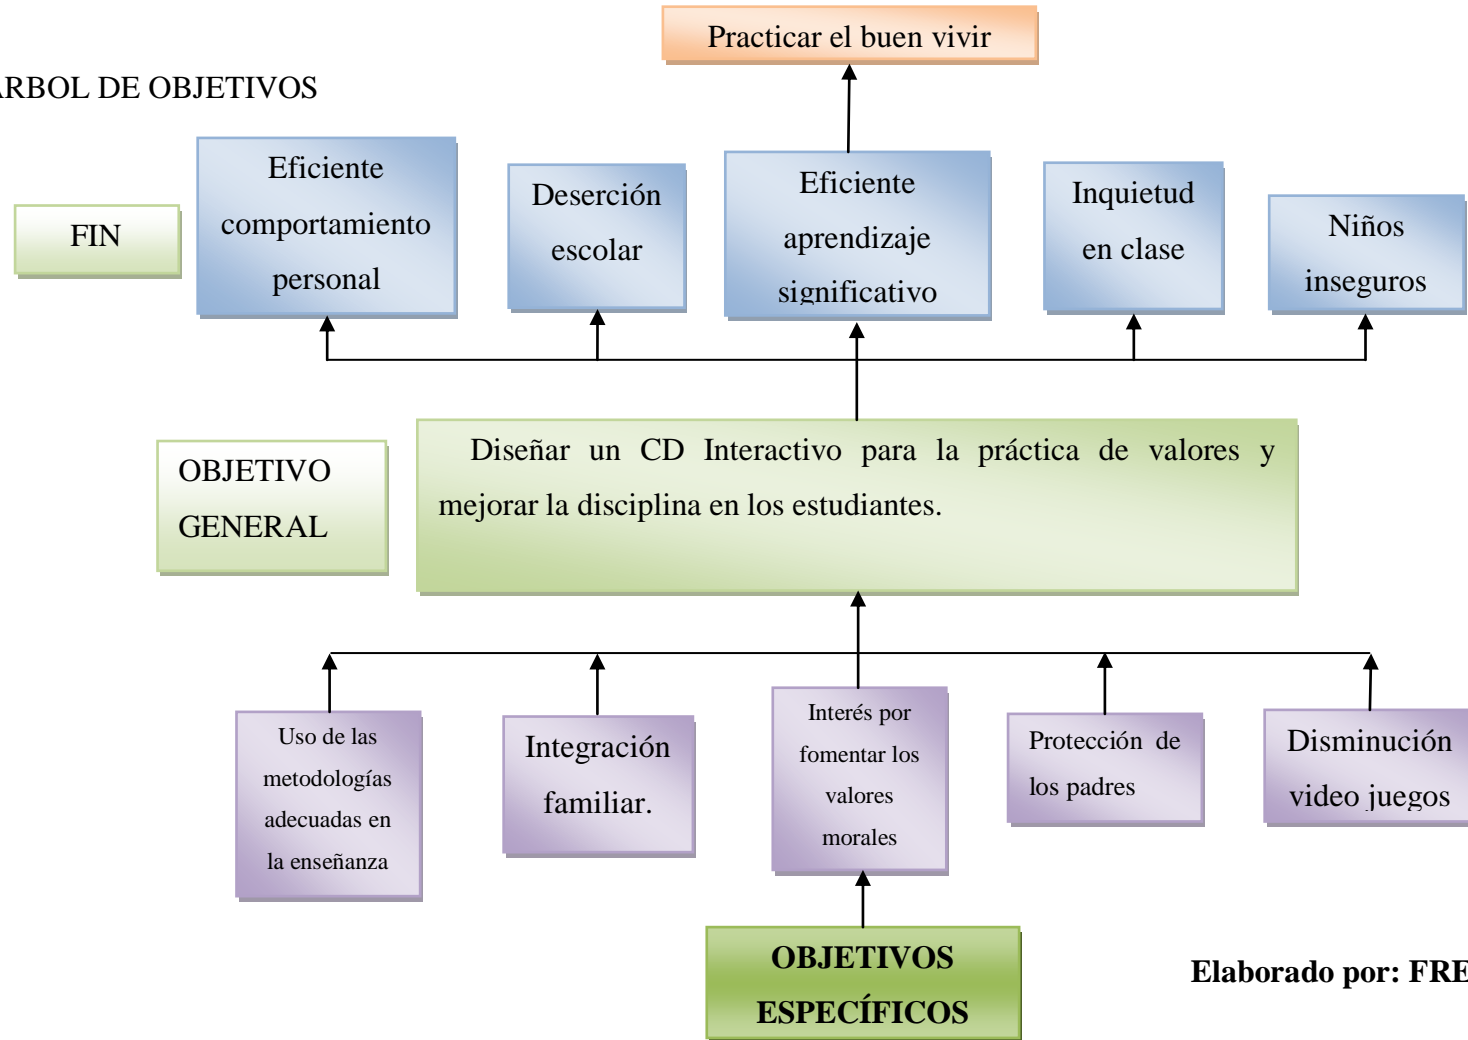 Practicar el buen vivir
ARBOL DE OBJETIVOS
FIN
Eficiente
comportamiento
personal
Deserción
escolar
Eficiente
aprendizaje
significativo
Inquietud
en clase
Niños
inseguros
OBJETIVO
GENERAL
Diseñar un CD Interactivo para la práctica de valores y
mejorar la disciplina en los estudiantes.
Uso de las
metodologías
adecuadas en
la enseñanza
Integración
familiar.
Interés por
fomentar los
valores
morales
Protección de
los padres
Disminución
video juegos
OBJETIVOS
ESPECÍFICOS
Elaborado por: FRE